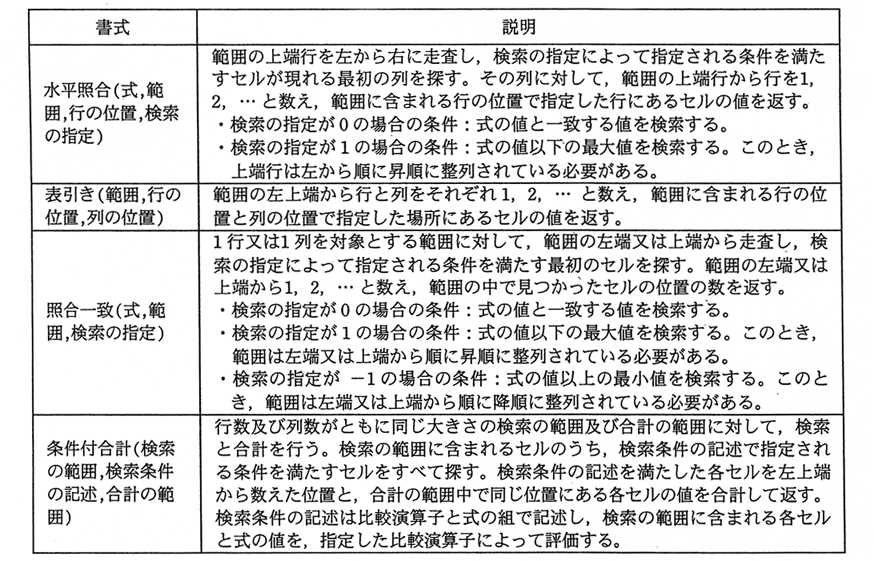 書式
説明
水平照合(式,範
囲,行の位置,検索
の指定)
範囲の上端行を左から右に走査し，検索の指定によって指定される条件を満た
すセルが現れる最初の列を探す。その列に対して，範囲の上端行から行を1，
2，… と数え，範囲に含まれる行の位置で指定した行にあるセルの値を返す。
・検索の指定が 0 の場合の条件：式の値と一致する値を検索する。
・検索の指定が 1 の場合の条件：式の値以下の最大値を検索する。このとき，
上端行は左から順に昇順に整列されている必要がある。
表引き(範囲,行の
位置,列の位置)
範囲の左上端から行と列をそれぞれ 1，2，… と数え，範囲に含まれる行の位
置と列の位置で指定した場所にあるセルの値を返す。
照合一致(式,範
囲,検索の指定)
1 行又は1 列を対象とする範囲に対して，範囲の左端又は上端から走査し，検
索の指定によって指定される条件を満たす最初のセルを探す。範囲の左端又は
上端から1，2，… と数え，範囲の中で見つかったセルの位置の数を返す。
・検索の指定が 0 の場合の条件：式の値と一致する値を検索する。
・検索の指定が 1 の場合の条件：式の値以下の最大値を検索する。このとき，
範囲は左端又は上端から順に昇順に整列されている必要がある。
・検索の指定が －1 の場合の条件：式の値以上の最小値を検索する。このと
き，範囲は左端又は上端から順に降順に整列されている必要がある。
条件付合計(検索
の範囲,検索条件
の記述,合計の範
囲)
行数及び列数がともに同じ大きさの検索の範囲及び合計の範囲に対して，検索
と合計を行う。検索の範囲に含まれるセルのうち，検索条件の記述で指定され
る条件を満たすセルをすべて探す。検索条件の記述を満たした各セルを左上端
から数えた位置と，合計の範囲中で同じ位置にある各セルの値を合計して返す。
検索条件の記述は比較演算子と式の組で記述し，検索の範囲に含まれる各セル
と式の値を，指定した比較演算子によって評価する。